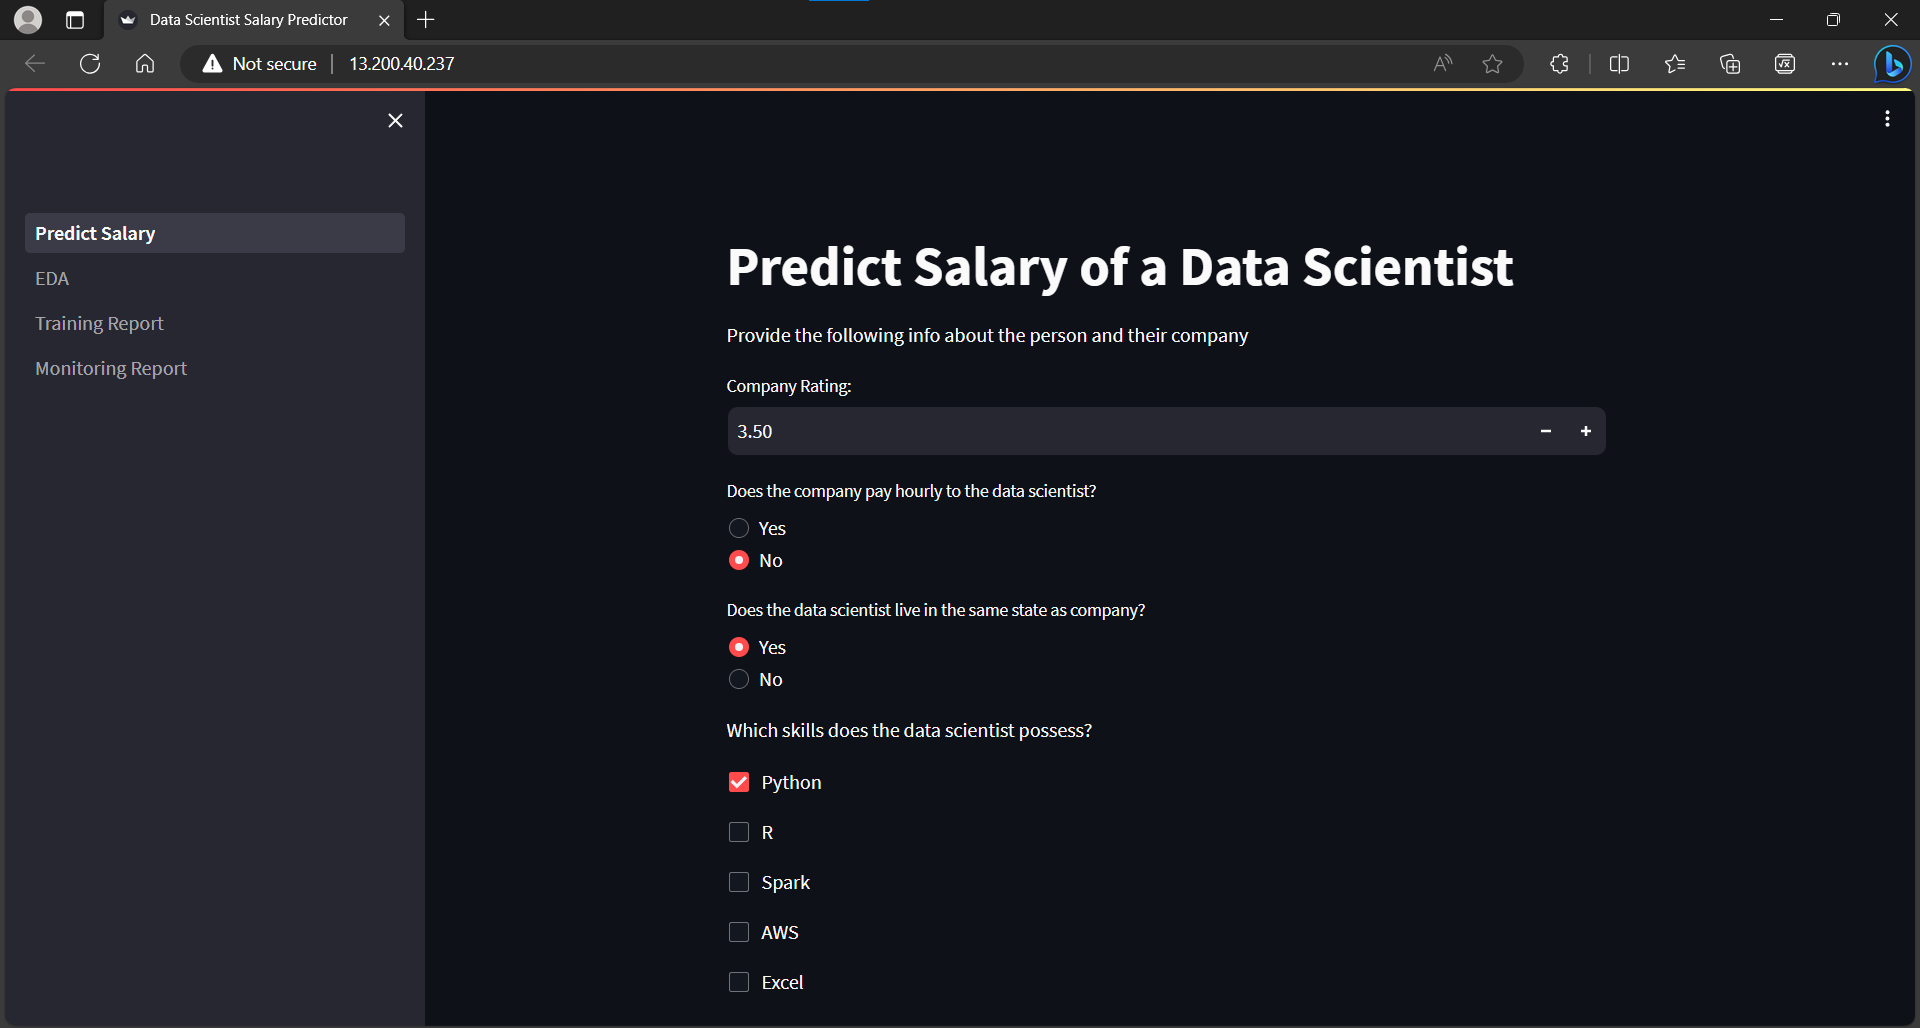 Data Scientist Salary Predictor
Not secure
13.200.40.237
Predict Salary
EDA
Training Report
Monitoring Report
Predict Salary of a Data Scientist
Provide the following info about the person and their company
Company Rating:
3.50
Does the company pay hourly to the data scientist?
Yes
No
Does the data scientist live in the same state as company?
Yes
No
Which skills does the data scientist possess?
Python
R
Spark
AWS
Excel